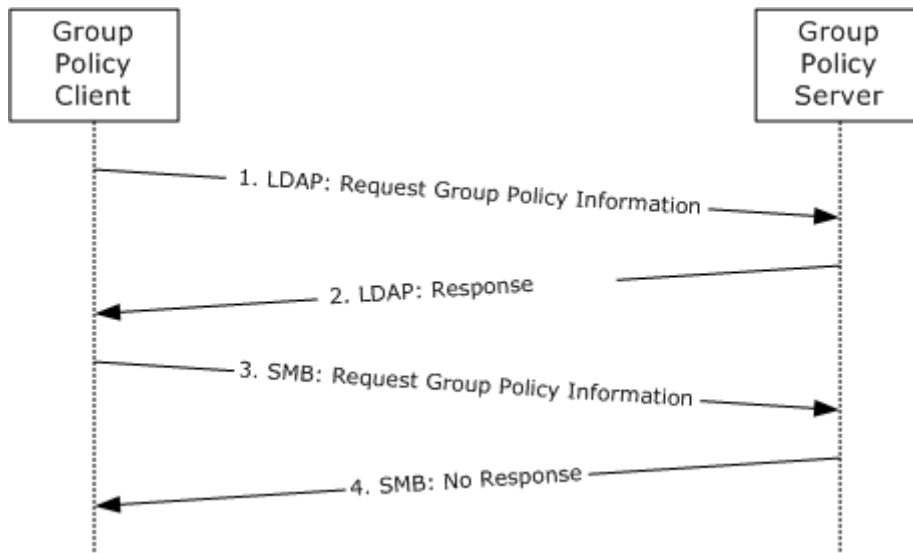 Group
Policy
Client
Group
Policy
Server
1. LDAP: Request Group Policy Information
2. LDAP: Response
3. SMB: Request Group Policy Information
4. SMB: No Response